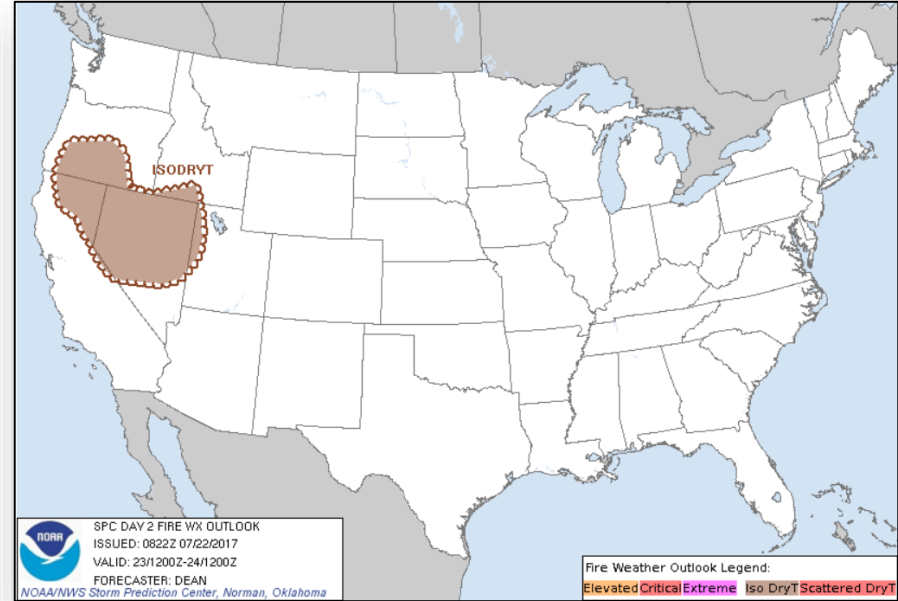 ISODRYT
NOAA
SPC DAY 2 FIRE WX OUTLOOK
ISSUED: 0822Z 07/22/2017
VALID: 23/1200Z-24/1200Z
FORECASTER: DEAN
NOAA/NWS Storm Prediction Center, Norman, Oklahoma
Fire Weather Outlook Legend:
Elevated Critical Extreme Iso DryT Scattered DryT